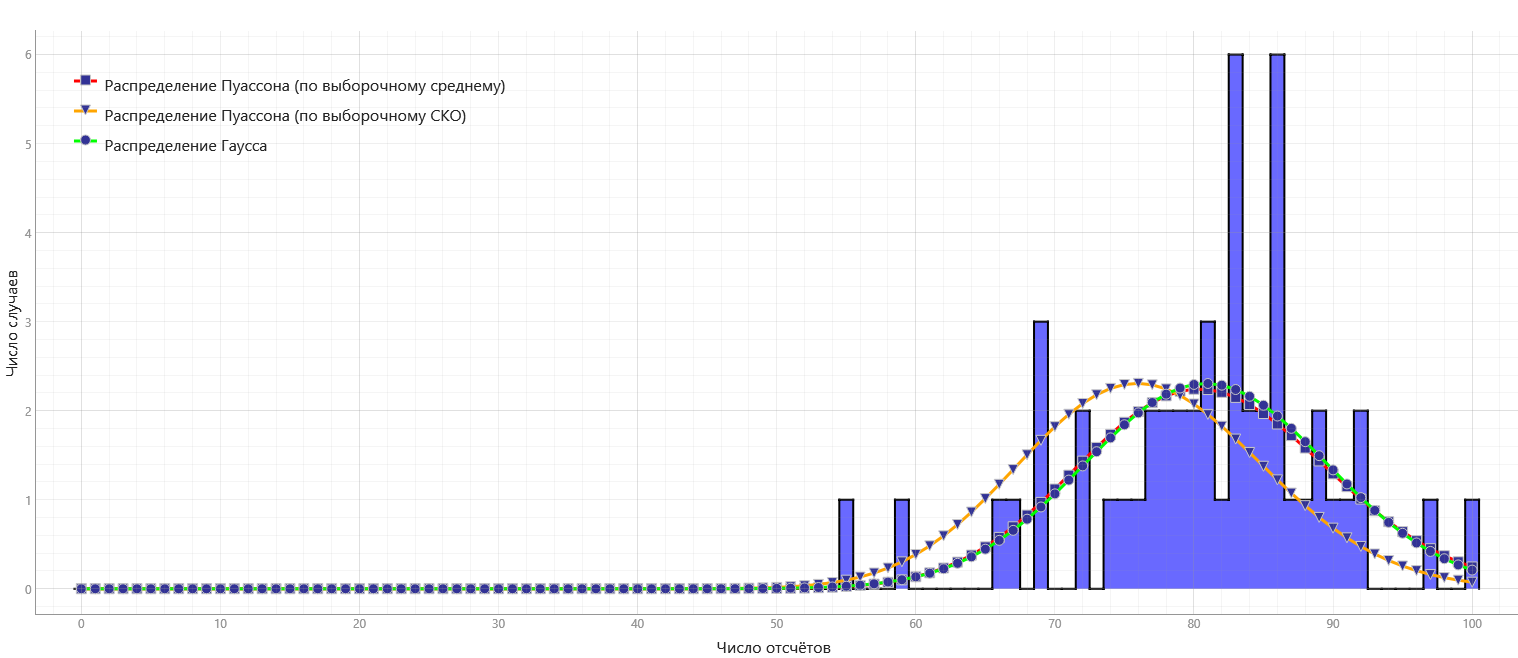 6
5
4
3
2
1
0
Число случаев
Распределение Пуассона (по выборочному среднему)
Распределение Пуассона (по выборочному СКО)
Распределение Гаусса
0 10 20 30 40 50 60 70 80 90 100
Число отсчётов